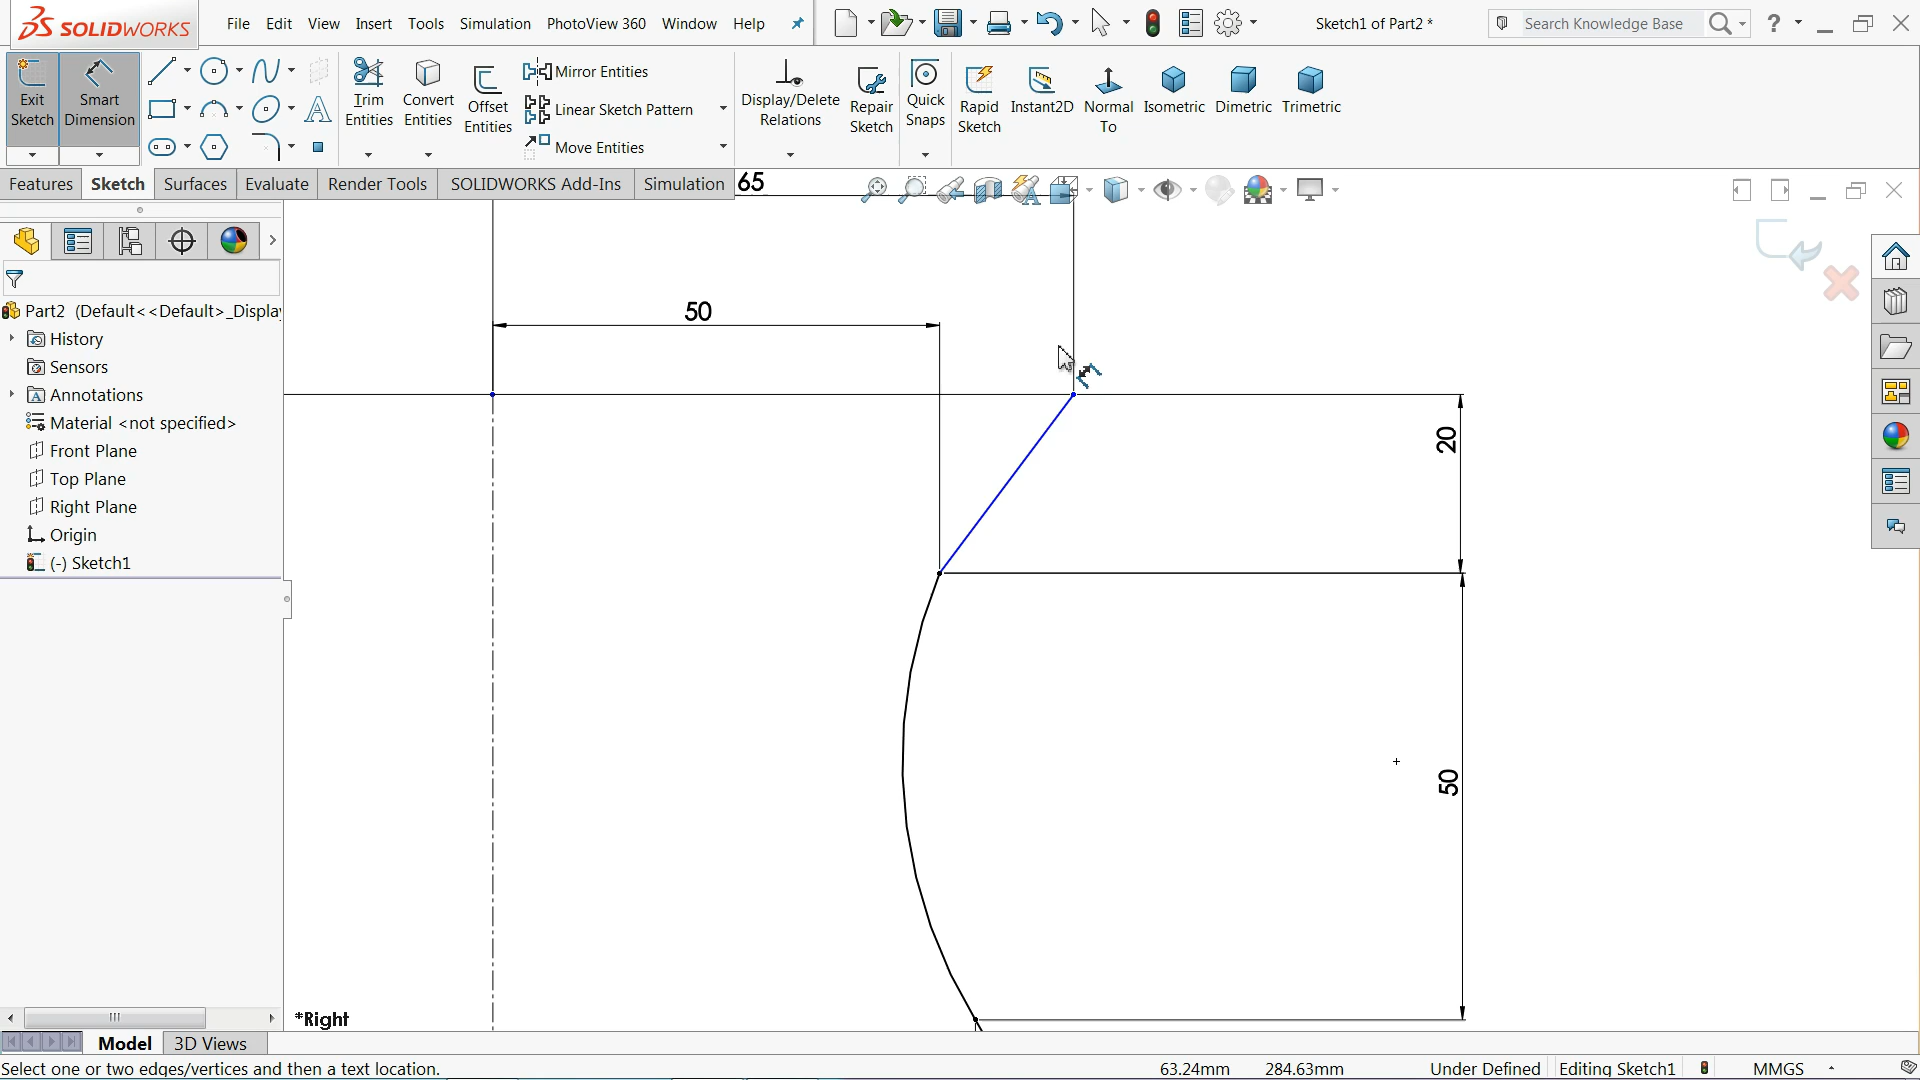 SOLIDWORKS
File Edit View Insert Tools Simulation PhotoView 360 Window Help
Sketch1 of Part2 *
Search Knowledge Base
?
Exit Sketch
Smart Dimension
Trim Entities
Convert Entities
Offset Entities
Mirror Entities
Linear Sketch Pattern
Move Entities
Display/Delete Relations
Repair Sketch
Quick Snaps
Rapid Sketch
Instant2D
Normal To
Isometric
Dimetric
Trimetric
Features Sketch Surfaces Evaluate Render Tools SOLIDWORKS Add-Ins Simulation
65
Part2 (Default<<Default>_Displa
History
Sensors
Annotations
Material <not specified>
Front Plane
Top Plane
Right Plane
Origin
(-) Sketch1
50
20
50
*Right
Model 3D Views
Select one or two edges/vertices and then a text location.
63.24mm 284.63mm Under Defined Editing Sketch1 MMGS